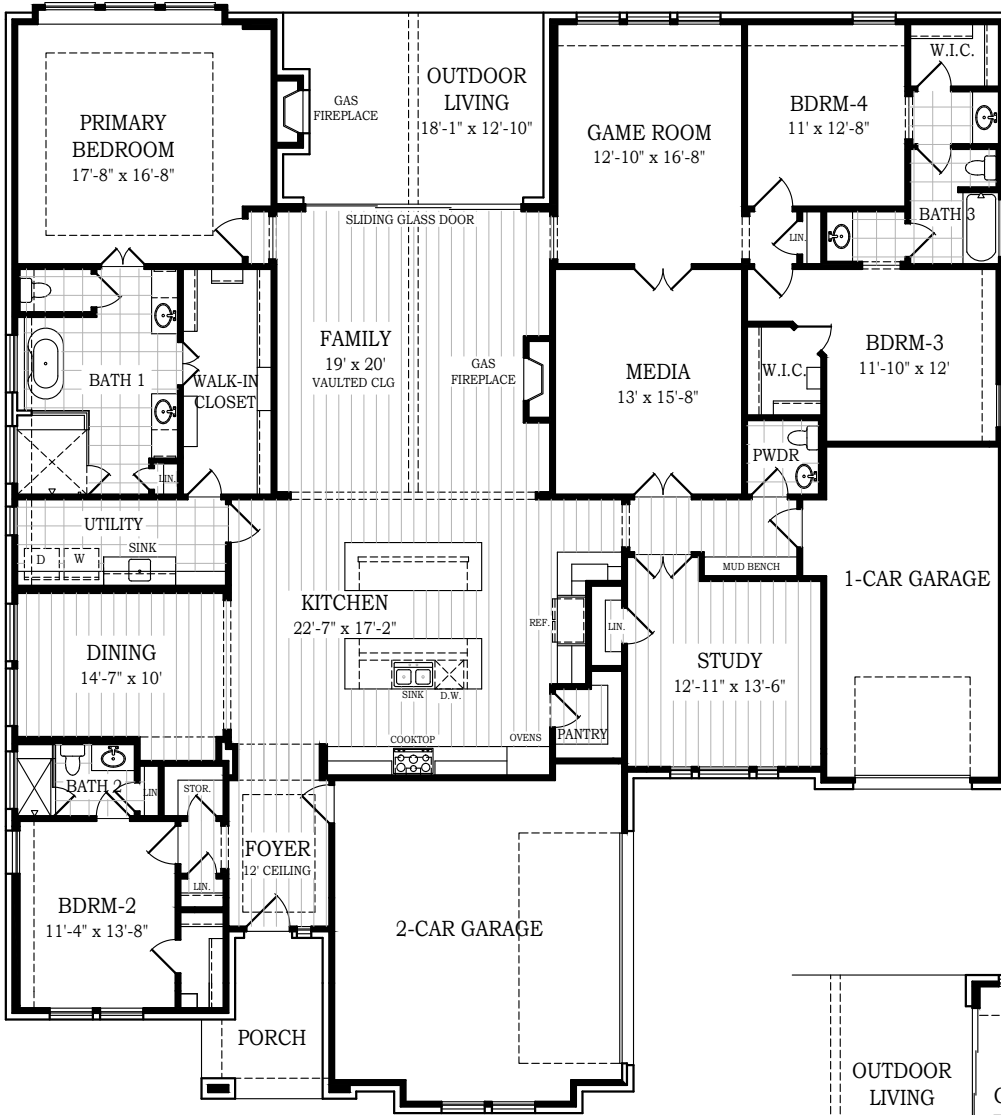 PRIMARY
BEDROOM
17'-8" x 16'-8"
GAS
FIREPLACE
OUTDOOR
LIVING
18'-1" x 12'-10"
GAME ROOM
12'-10" x 16'-8"
BDRM-4
11' x 12'-8"
W.I.C.
BATH 3
LIN.
SLIDING GLASS DOOR
FAMILY
19' x 20'
VAULTED CLG
GAS
FIREPLACE
MEDIA
13' x 15'-8"
BDRM-3
11'-10" x 12'
W.I.C.
BATH 1
WALK-IN
CLOSET
LIN.
PWDR
UTILITY
SINK
D
W
MUD BENCH
1-CAR GARAGE
KITCHEN
22'-7" x 17'-2"
REF.
LIN.
DINING
14'-7" x 10'
STUDY
12'-11" x 13'-6"
SINK
D.W.
PANTRY
COOKTOP
OVENS
BATH 2
LIN
STOR.
FOYER
12' CEILING
LIN.
BDRM-2
11'-4" x 13'-8"
2-CAR GARAGE
PORCH
OUTDOOR
LIVING